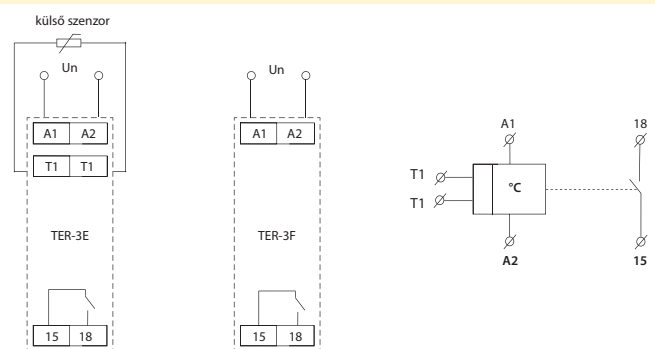 külső szenzor
Un
A1 A2
T1 T1
TER-3E
15 18
Un
A1 A2
TER-3F
15 18
A1
18
T1
T1
°C
A2
15